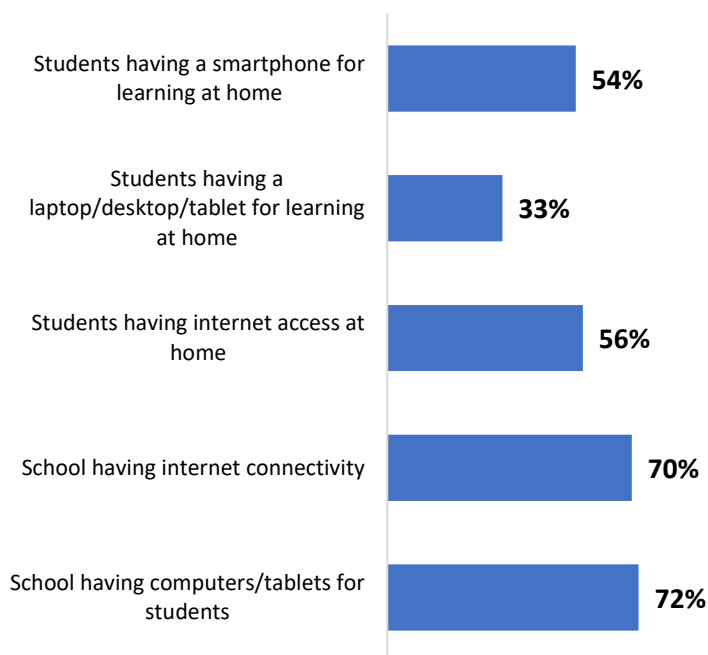 Students having a smartphone for
learning at home
54%
Students having a
laptop/desktop/tablet for learning
at home
33%
Students having internet access at
home
56%
School having internet connectivity
70%
School having computers/tablets for
students
72%